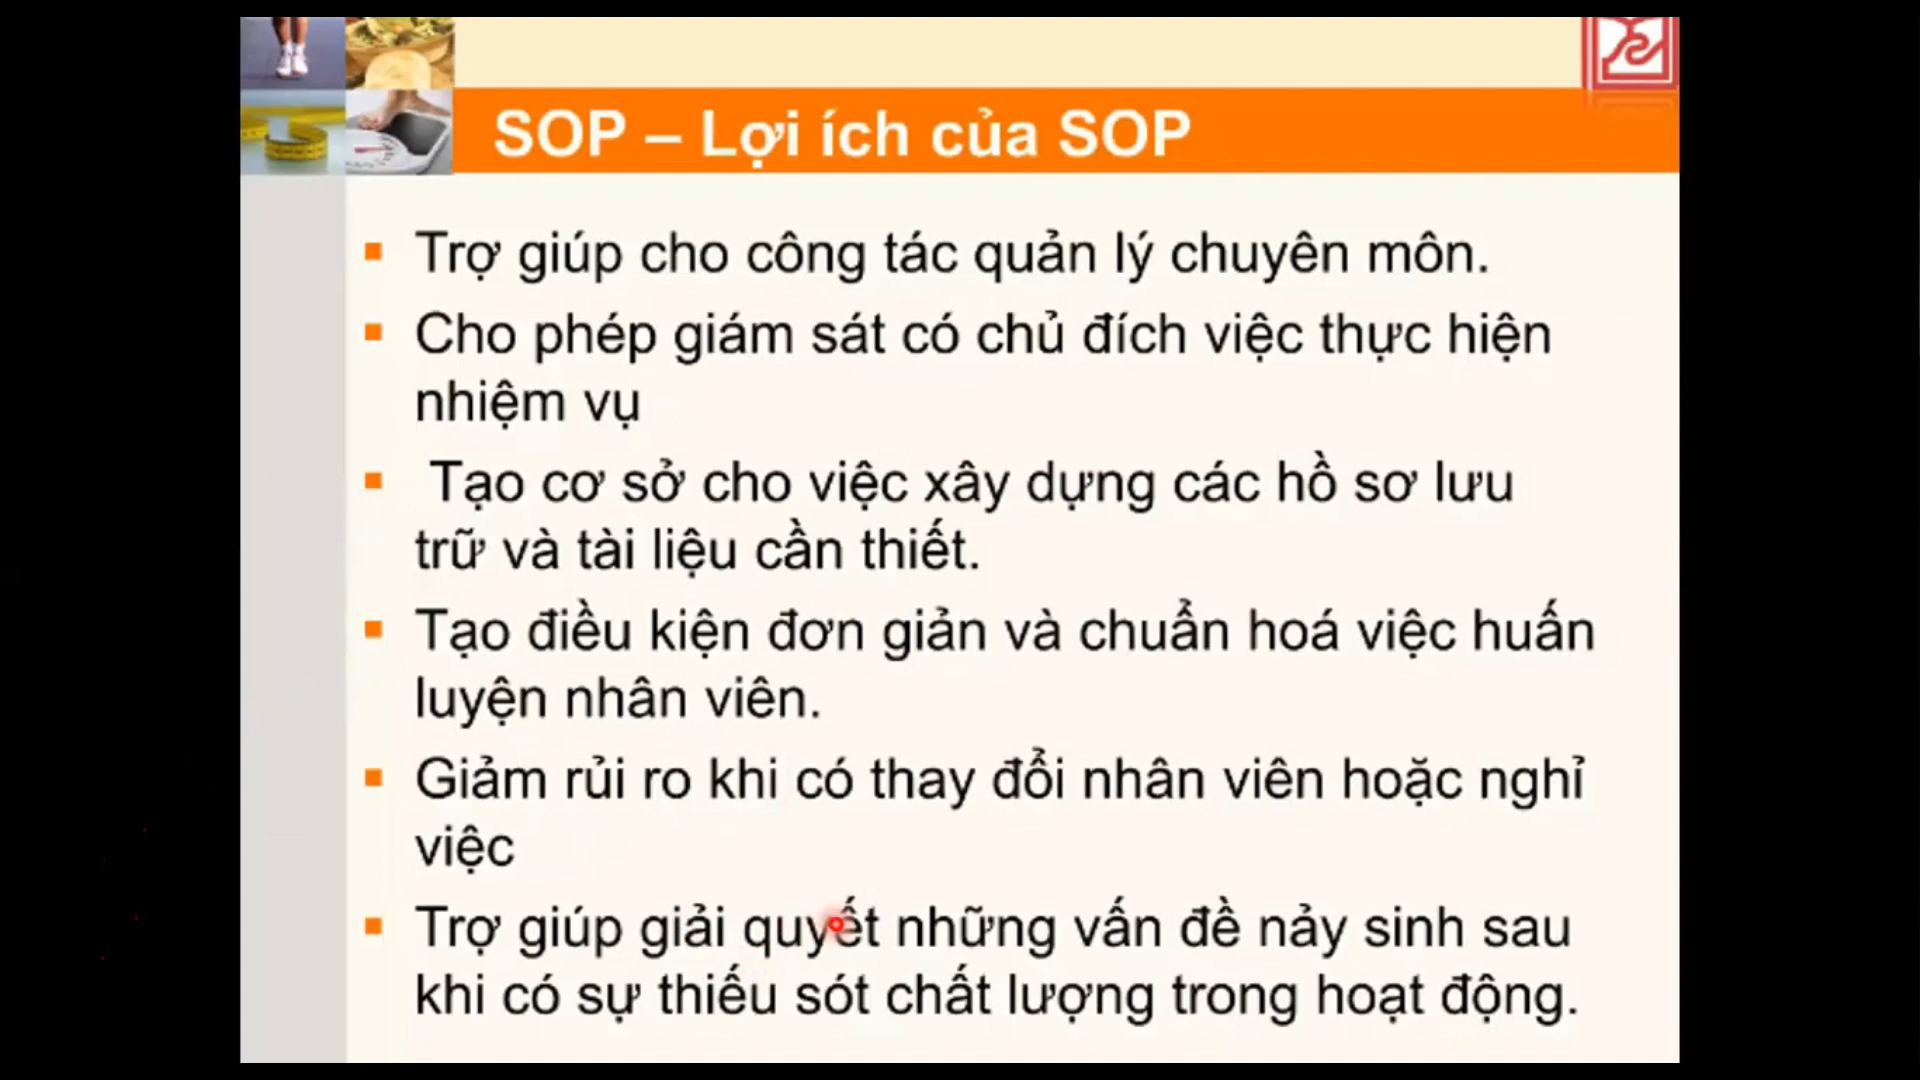 SOP – Lợi ích của SOP
Trợ giúp cho công tác quản lý chuyên môn.
Cho phép giám sát có chủ đích việc thực hiện
nhiệm vụ
Tạo cơ sở cho việc xây dựng các hồ sơ lưu
trữ và tài liệu cần thiết.
Tạo điều kiện đơn giản và chuẩn hoá việc huấn
luyện nhân viên.
Giảm rủi ro khi có thay đổi nhân viên hoặc nghỉ
việc
Trợ giúp giải quyết những vấn đề nảy sinh sau
khi có sự thiếu sót chất lượng trong hoạt động.